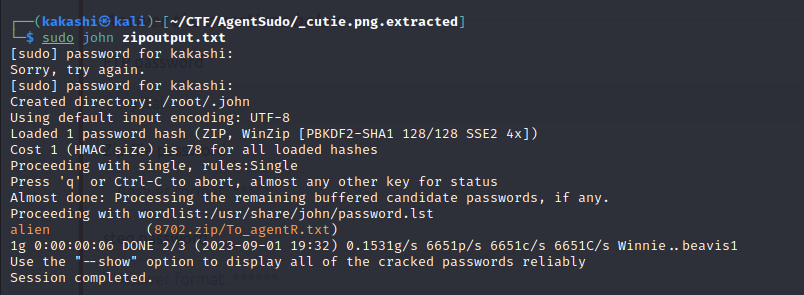 ┌──(kakashi㉿kali)-[~/CTF/AgentSudo/_cutie.png.extracted]
└─$ sudo john zipoutput.txt
[sudo] password for kakashi:
Sorry, try again.
[sudo] password for kakashi:
Created directory: /root/.john
Using default input encoding: UTF-8
Loaded 1 password hash (ZIP, WinZip [PBKDF2-SHA1 128/128 SSE2 4x])
Cost 1 (HMAC size) is 78 for all loaded hashes
Proceeding with single, rules:Single
Press 'q' or Ctrl-C to abort, almost any other key for status
Almost done: Processing the remaining buffered candidate passwords, if any.
Proceeding with wordlist:/usr/share/john/password.lst
alien            (8702.zip/To_agentR.txt)
1g 0:00:00:06 DONE 2/3 (2023-09-01 19:32) 0.1531g/s 6651p/s 6651c/s 6651C/s Winnie..beavis1
Use the "--show" option to display all of the cracked passwords reliably
Session completed.